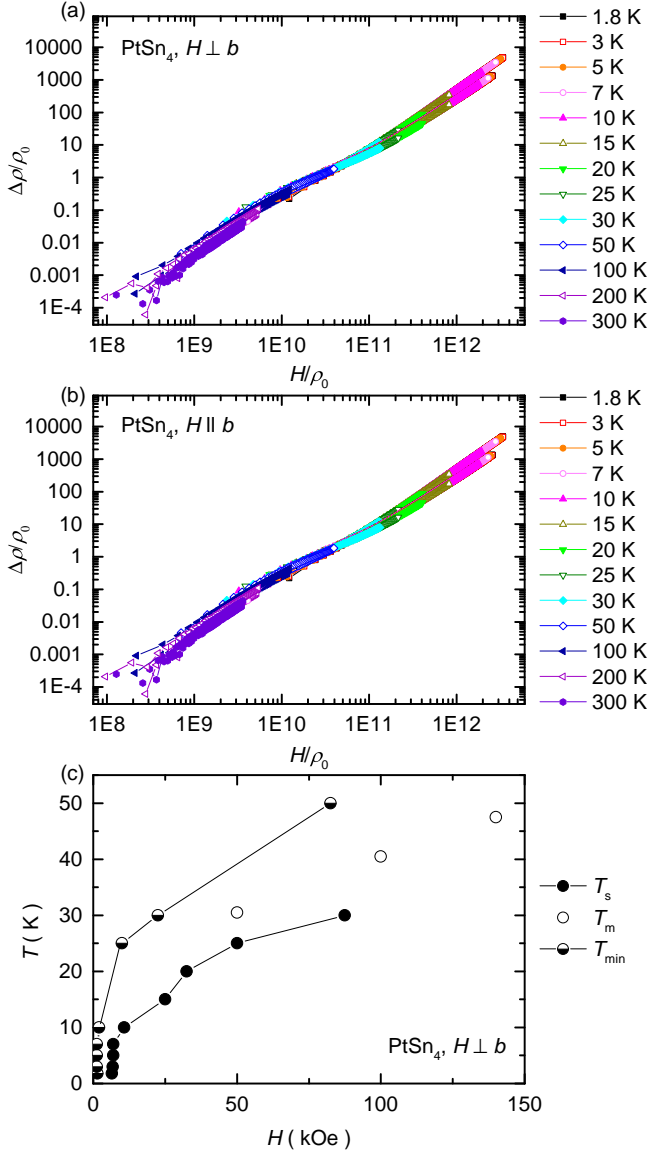 (a)
PtSn₄, H ⊥ b
10000
1000
100
10
1
0.1
0.01
0.001
1E-4
Δρ/ρ₀
1E8 1E9 1E10 1E11 1E12
H/ρ₀
1.8 K
3 K
5 K
7 K
10 K
15 K
20 K
25 K
30 K
50 K
100 K
200 K
300 K
(b)
PtSn₄, H ll b
10000
1000
100
10
1
0.1
0.01
0.001
1E-4
Δρ/ρ₀
1E8 1E9 1E10 1E11 1E12
H/ρ₀
1.8 K
3 K
5 K
7 K
10 K
15 K
20 K
25 K
30 K
50 K
100 K
200 K
300 K
(c)
50
40
30
20
10
0
T ( K )
0 50 100 150
H ( kOe )
PtSn₄, H ⊥ b
Tₛ
Tₘ
T_min